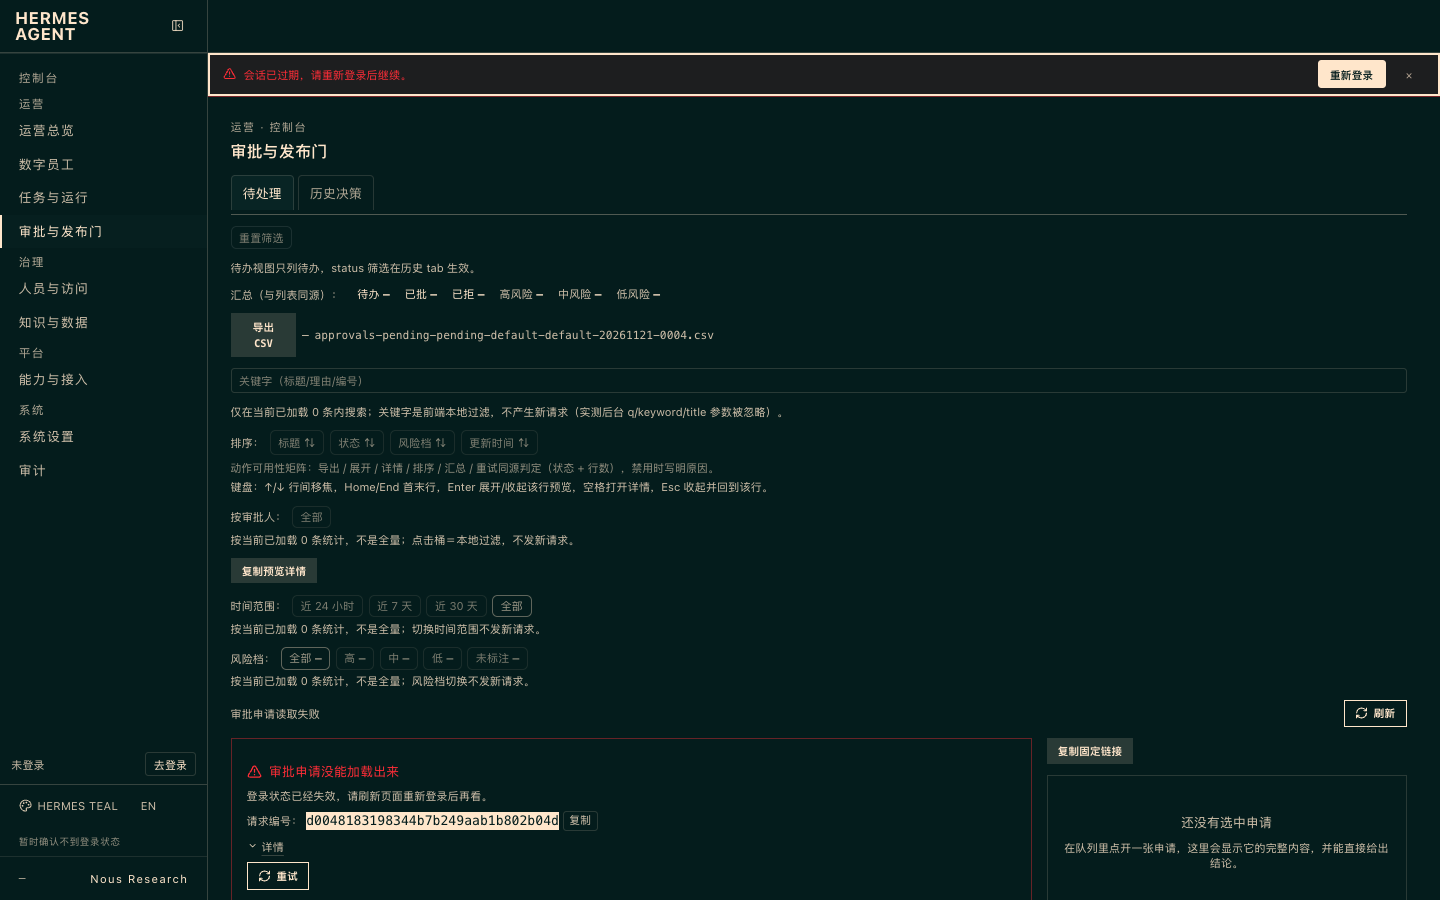 HERMES
AGENT
控制台
运营
运营总览
数字员工
任务与运行
审批与发布门
治理
人员与访问
知识与数据
平台
能力与接入
系统
系统设置
审计
未登录
去登录
HERMES TEAL
EN
暂时确认不到登录状态
—
Nous Research
会话已过期，请重新登录后继续。
重新登录
×
运营 · 控制台
审批与发布门
待处理
历史决策
重置筛选
待办视图只列待办，status 筛选在历史 tab 生效。
汇总（与列表同源）： 待办 — 已批 — 已拒 — 高风险 — 中风险 — 低风险 —
导出
CSV
— approvals-pending-pending-default-default-20261121-0004.csv
关键字（标题/理由/编号）
仅在当前已加载 0 条内搜索；关键字是前端本地过滤，不产生新请求（实测后台 q/keyword/title 参数被忽略）。
排序： 标题 ⇅ 状态 ⇅ 风险档 ⇅ 更新时间 ⇅
动作可用性矩阵：导出 / 展开 / 详情 / 排序 / 汇总 / 重试同源判定（状态 + 行数），禁用时写明原因。
键盘：↑/↓ 行间移焦，Home/End 首末行，Enter 展开/收起该行预览，空格打开详情，Esc 收起并回到该行。
按审批人： 全部
按当前已加载 0 条统计，不是全量；点击桶＝本地过滤，不发新请求。
复制预览详情
时间范围： 近 24 小时 近 7 天 近 30 天 全部
按当前已加载 0 条统计，不是全量；切换时间范围不发新请求。
风险档： 全部 — 高 — 中 — 低 — 未标注 —
按当前已加载 0 条统计，不是全量；风险档切换不发新请求。
审批申请读取失败
刷新
审批申请没能加载出来
登录状态已经失效，请刷新页面重新登录后再看。
请求编号： d0048183198344b7b249aab1b802b04d 复制
详情
重试
复制固定链接
还没有选中申请
在队列里点开一张申请，这里会显示它的完整内容，并能直接给出
结论。